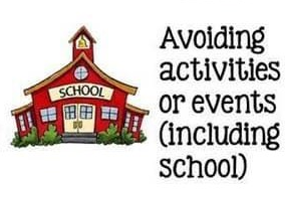 SCHOOL
Avoiding
activities
or events
(including
school)